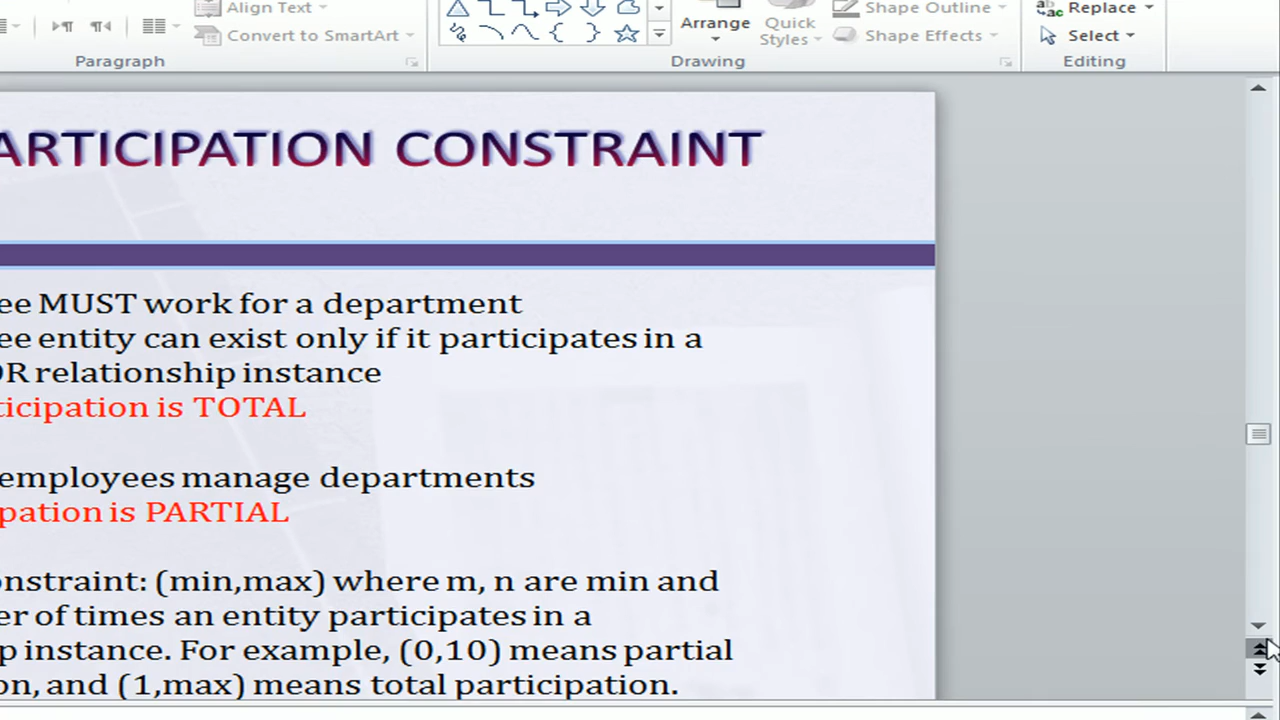 Align Text
Convert to SmartArt
Paragraph
Arrange
Quick
Styles
Shape Outline
Shape Effects
Drawing
Replace
Select
Editing
ARTICIPATION CONSTRAINT
ee MUST work for a department
ee entity can exist only if it participates in a
OR relationship instance
ticipation is TOTAL
employees manage departments
pation is PARTIAL
onstraint: (min,max) where m, n are min and
er of times an entity participates in a
p instance. For example, (0,10) means partial
on, and (1,max) means total participation.